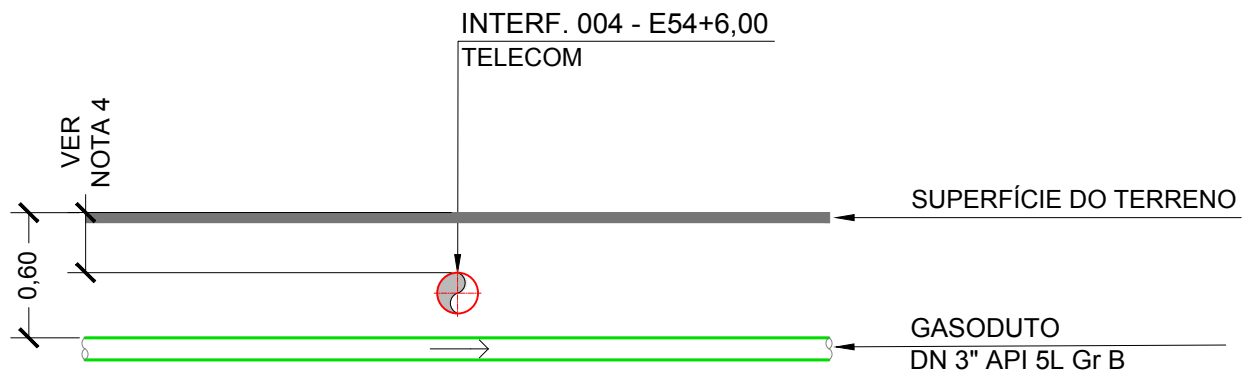 INTERF. 004 - E54+6,00
TELECOM
VER
NOTA 4
SUPERFÍCIE DO TERRENO
0,60
GASODUTO
DN 3" API 5L Gr B